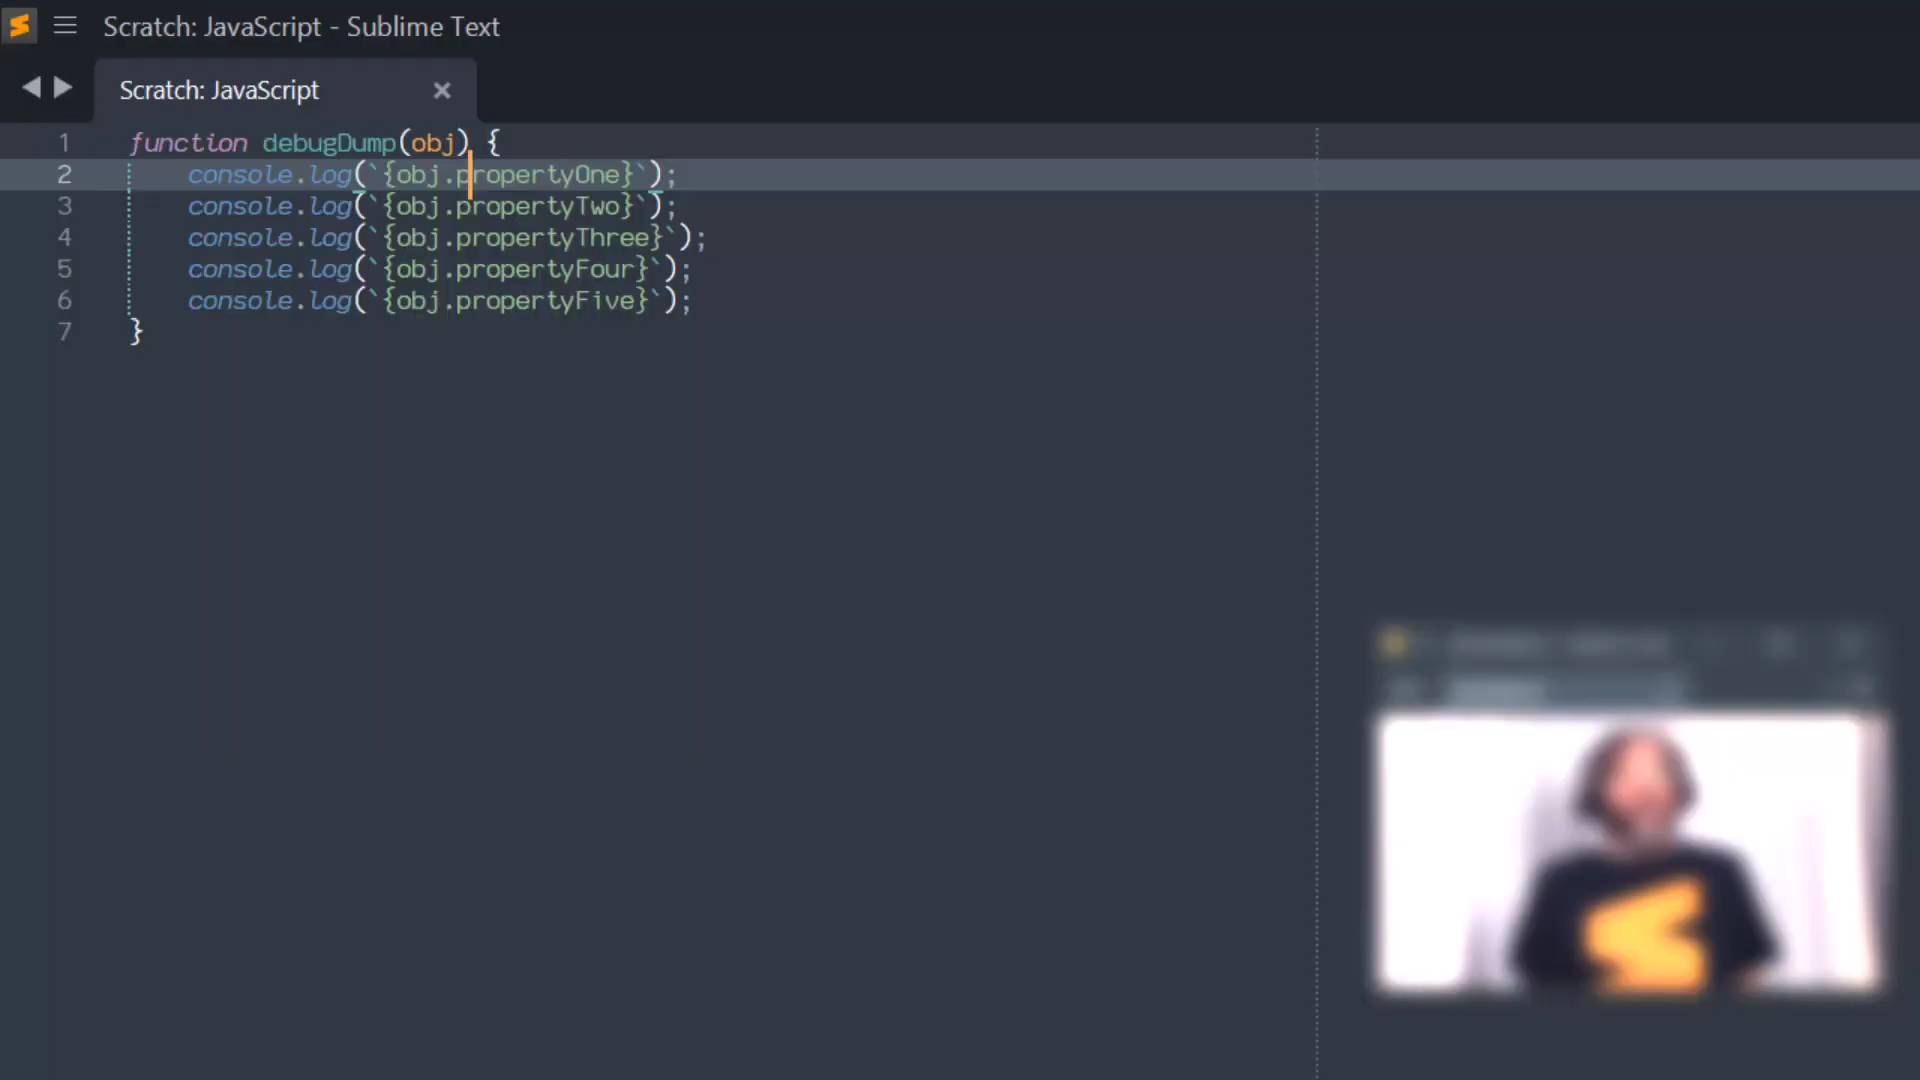 Scratch: JavaScript - Sublime Text
Scratch: JavaScript
1 function debugDump(obj) {
2     console.log(`{obj.propertyOne}`);
3     console.log(`{obj.propertyTwo}`);
4     console.log(`{obj.propertyThree}`);
5     console.log(`{obj.propertyFour}`);
6     console.log(`{obj.propertyFive}`);
7 }